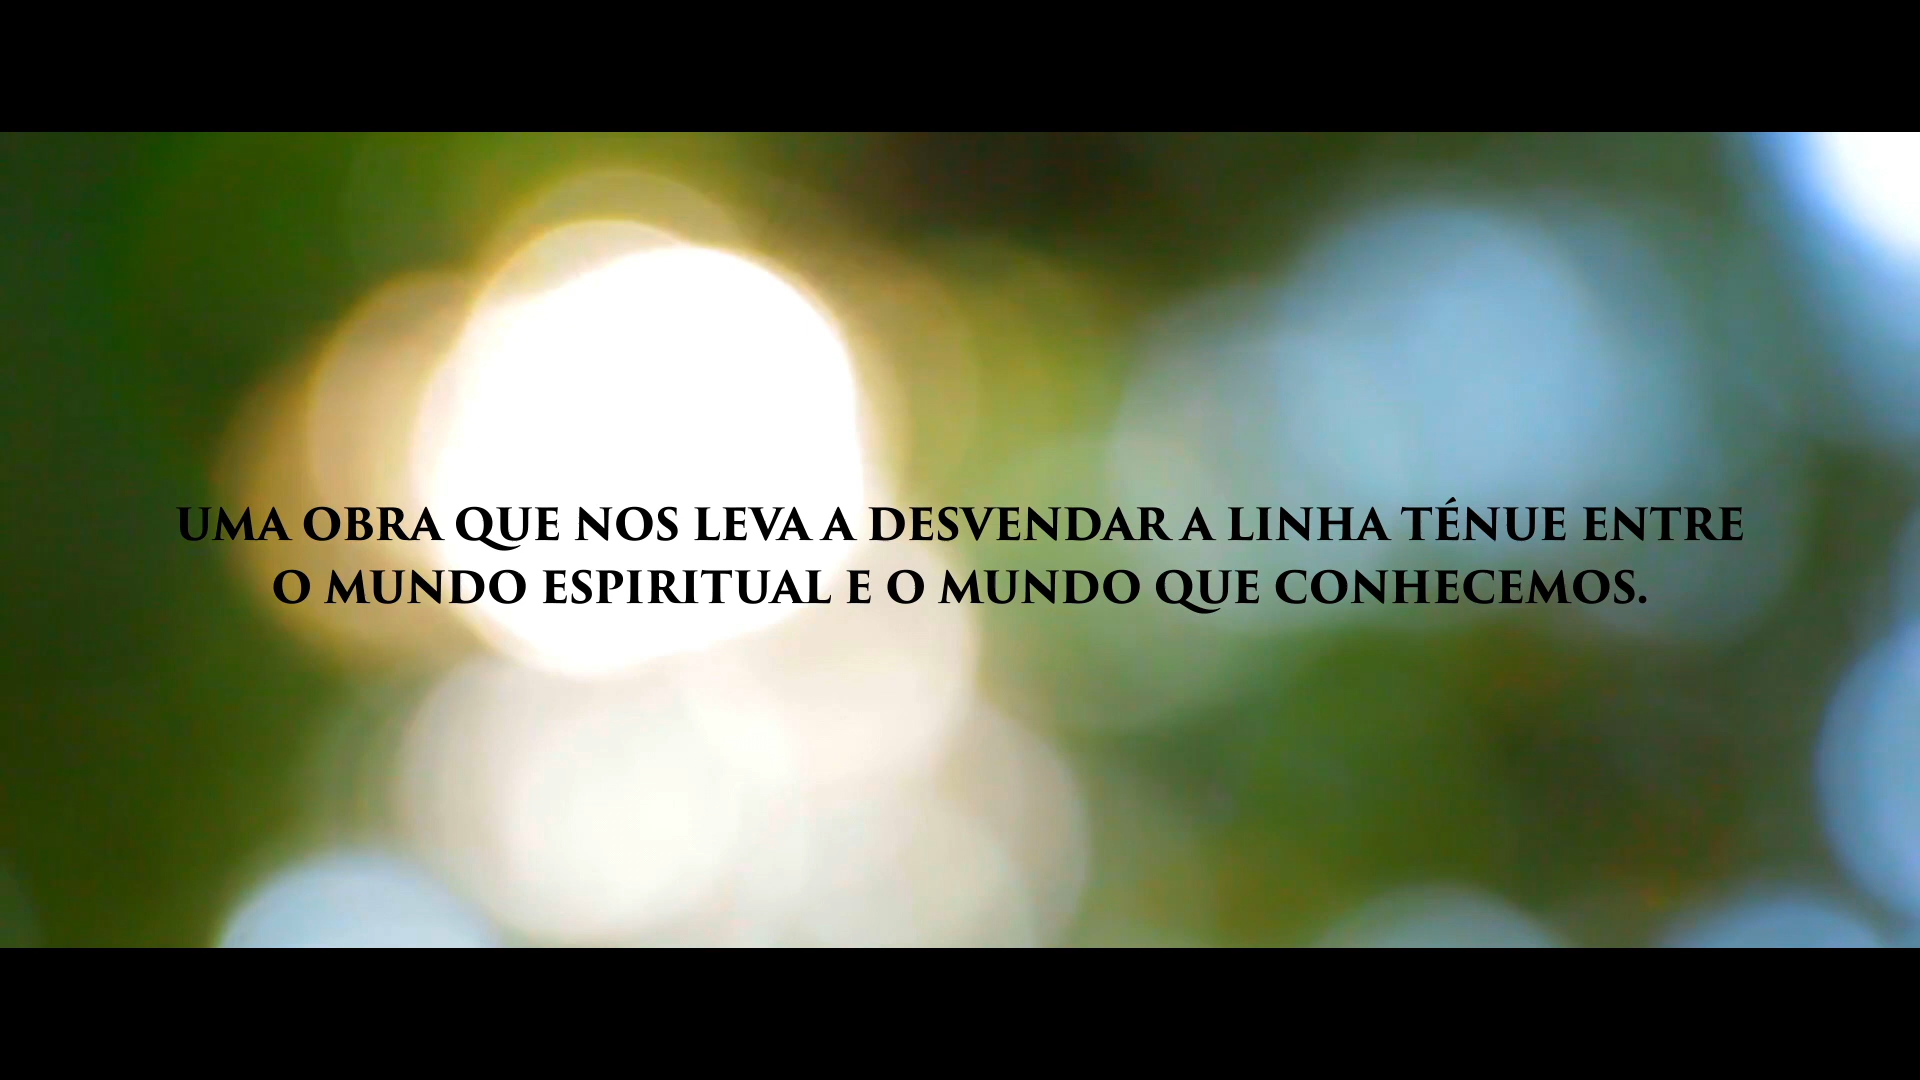 UMA OBRA QUE NOS LEVA A DESVENDAR A LINHA TÉNUE ENTRE
O MUNDO ESPIRITUAL E O MUNDO QUE CONHECEMOS.